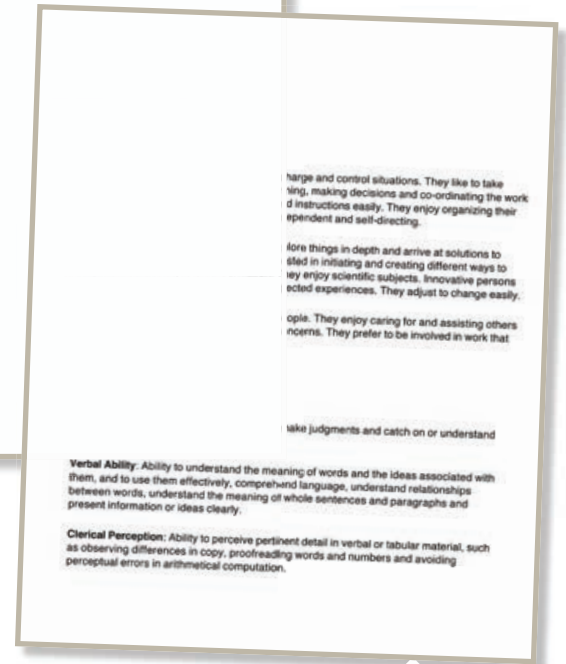 harge and control situations. They like to take
ning, making decisions and co-ordinating the work
d instructions easily. They enjoy organizing their
ependent and self-directing.
lore things in depth and arrive at solutions to
sted in initiating and creating different ways to
ey enjoy scientific subjects. Innovative persons
ected experiences. They adjust to change easily.
ople. They enjoy caring for and assisting others
ncerns. They prefer to be involved in work that
ake judgments and catch on or understand
Verbal Ability: Ability to understand the meaning of words and the ideas associated with
them, and to use them effectively, comprehend language, understand relationships
between words, understand the meaning of whole sentences and paragraphs and
present information or ideas clearly.
Clerical Perception: Ability to perceive pertinent detail in verbal or tabular material, such
as observing differences in copy, proofreading words and numbers and avoiding
perceptual errors in arithmetical computation.